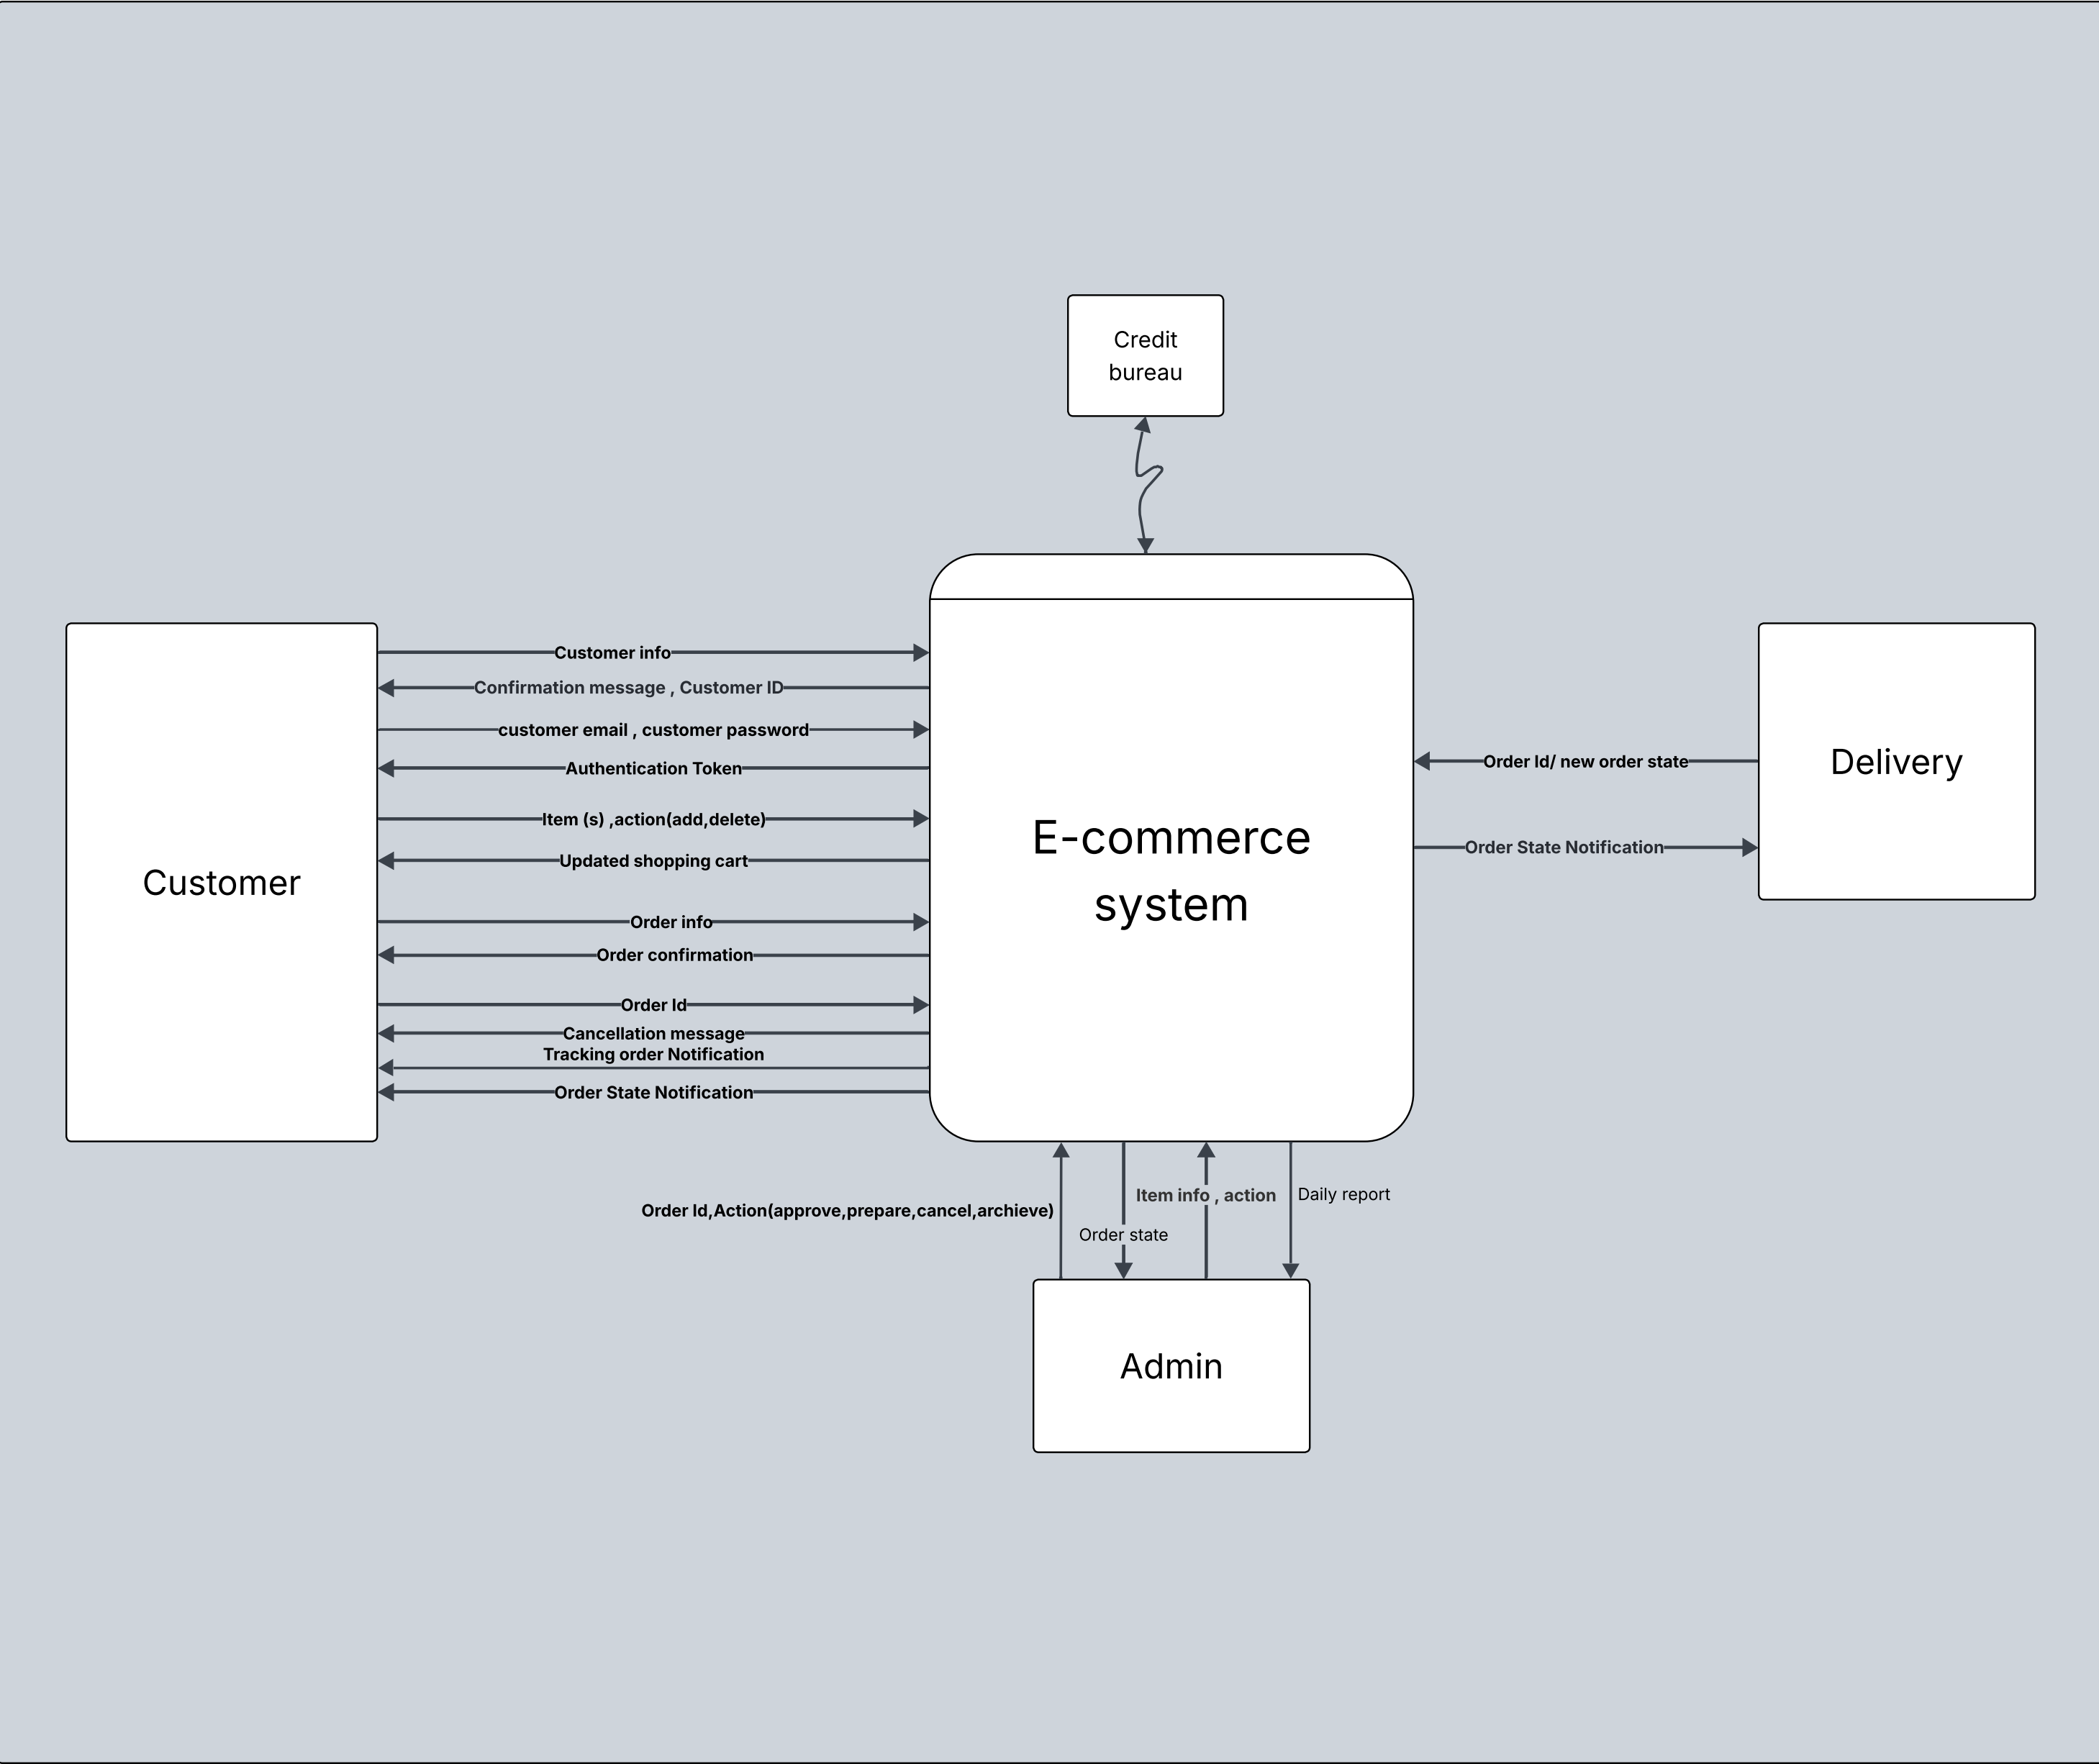 Credit
bureau
Customer info
Confirmation message , Customer ID
customer email , customer password
Authentication Token
Item (s) ,action(add,delete)
Updated shopping cart
Order info
Order confirmation
Order Id
Cancellation message
Tracking order Notification
Order State Notification
Customer
E-commerce
system
Order Id/ new order state
Order State Notification
Delivery
Order Id,Action(approve,prepare,cancel,archieve)
Order state
Item info , action
Daily report
Admin